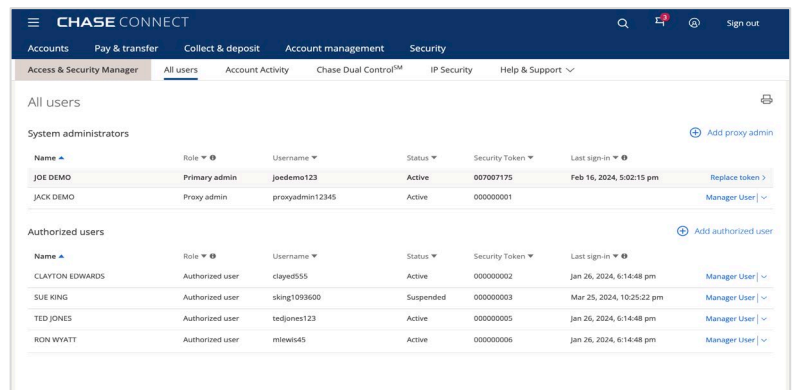 CHASE CONNECT
3
Sign out
Accounts Pay & transfer Collect & deposit Account management Security
Access & Security Manager All users Account Activity Chase Dual Control℠ IP Security Help & Support
All users
System administrators Add proxy admin
Name Role Username Status Security Token Last sign-in
JOE DEMO Primary admin joedemo123 Active 007007175 Feb 16, 2024, 5:02:15 pm Replace token
JACK DEMO Proxy admin proxyadmin12345 Active 000000001 Manager User
Authorized users Add authorized user
Name Role Username Status Security Token Last sign-in
CLAYTON EDWARDS Authorized user clayed555 Active 000000002 Jan 26, 2024, 6:14:48 pm Manager User
SUE KING Authorized user sking1093600 Suspended 000000003 Mar 25, 2024, 10:25:22 pm Manager User
TED JONES Authorized user tedjones123 Active 000000005 Jan 26, 2024, 6:14:48 pm Manager User
RON WYATT Authorized user mlewis45 Active 000000006 Jan 26, 2024, 6:14:48 pm Manager User